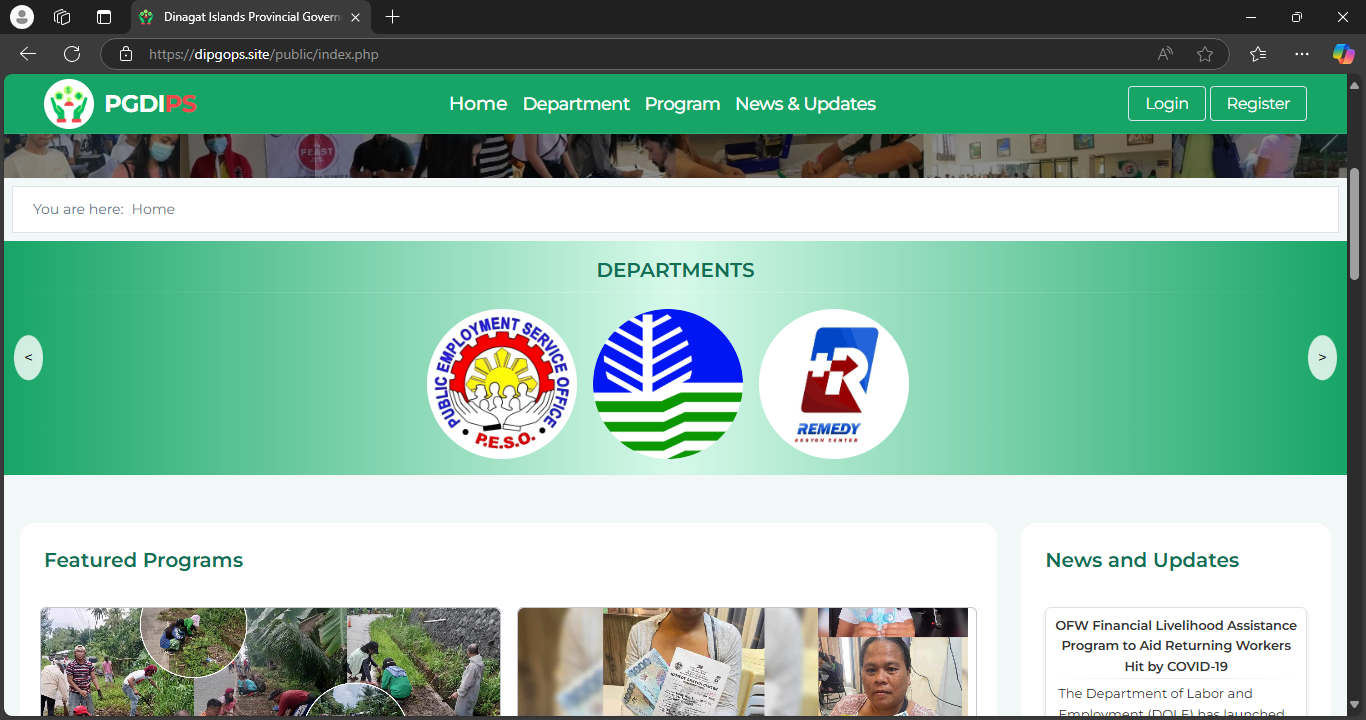 Dinagat Islands Provincial Govern
https://dipgops.site/public/index.php
PGDIPS
Home Department Program News & Updates
Login Register
FEAST
You are here: Home
DEPARTMENTS
<
>
PUBLIC EMPLOYMENT SERVICE OFFICE
P.E.S.O.
R
REMEDY
Featured Programs
News and Updates
OFW Financial Livelihood Assistance
Program to Aid Returning Workers
Hit by COVID-19
The Department of Labor and
Employment (DOLE) has launched